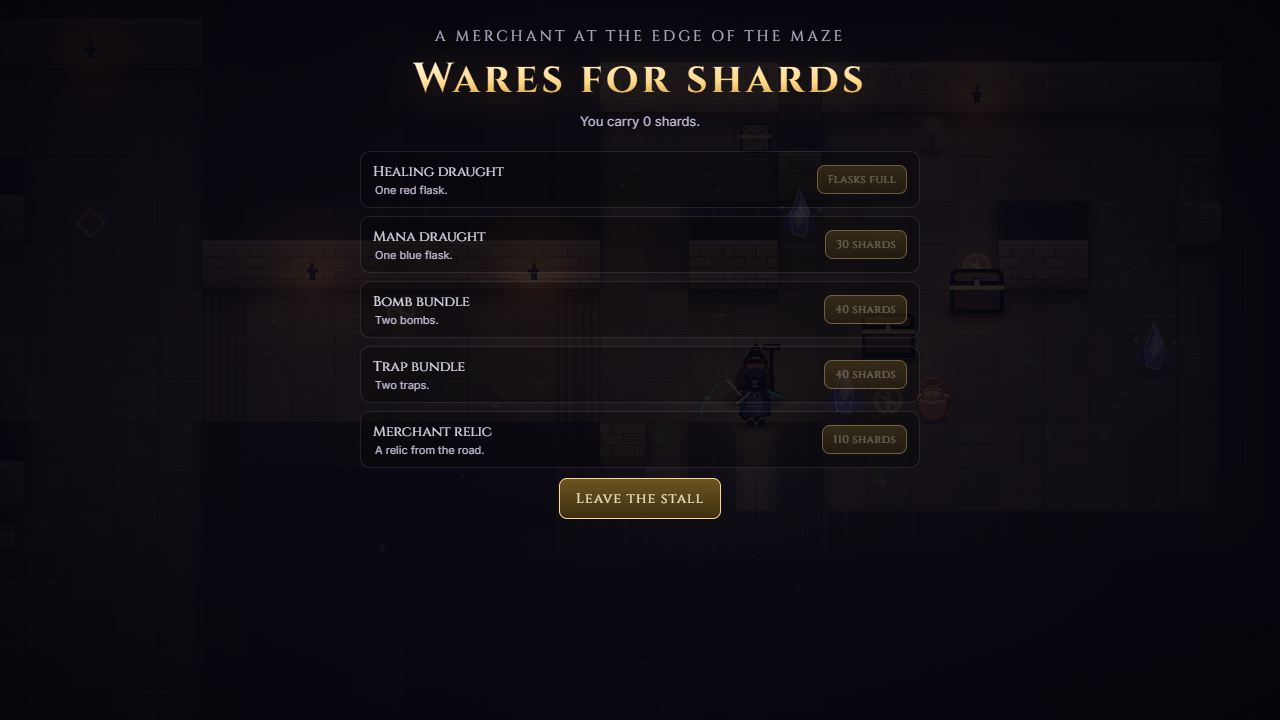 A MERCHANT AT THE EDGE OF THE MAZE
Wares for shards
You carry 0 shards.
Healing draught
One red flask.
Flasks full
Mana draught
One blue flask.
30 shards
Bomb bundle
Two bombs.
40 shards
Trap bundle
Two traps.
40 shards
Merchant relic
A relic from the road.
110 shards
Leave the stall